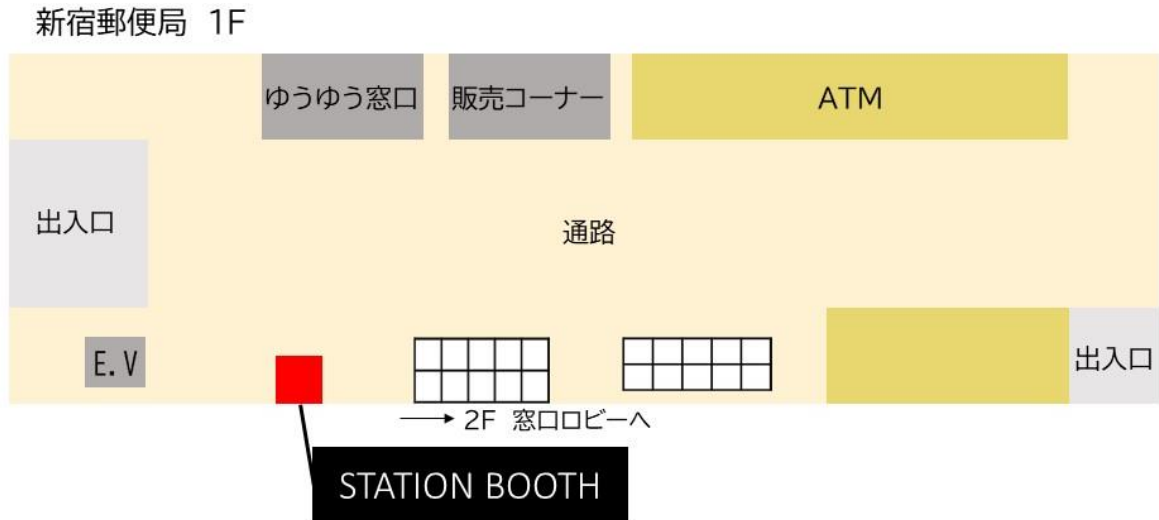 新宿郵便局 1F
ゆうゆう窓口
販売コーナー
ATM
出入口
通路
E.V
出入口
→ 2F 窓口ロビーへ
STATION BOOTH